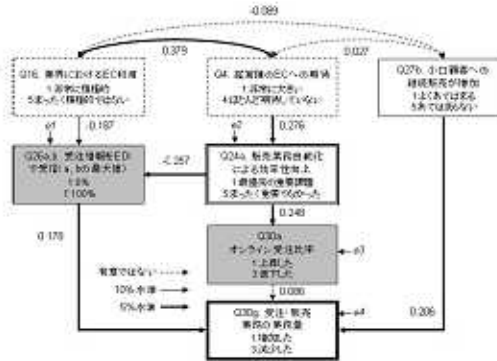 -0.089
0.379
0.027
Q16. 業界におけるEC利用
1.非常に積極的
5.まったく積極的ではない
Q4. 経営陣のECへの期待
1.非常に大きい
4.ほとんど期待していない
Q27b. 小口顧客への
継続販売が増加
1.よくあてはまる
5.あてはまらない
e1
-0.187
e2
0.276
Q26a,b. 受注情報をEDI
で受信(a, bの最大値)
1.0%
7.100%
-0.257
Q24a. 販売業務自動化
による効率性向上
1.最優先の重要課題
5.まったく重要でなかった
0.248
0.178
Q30a.
オンライン受注比率
1.上昇した
3.低下した
e3
有意ではない
10%水準
5%水準
0.086
0.206
Q30g. 受注・販売
業務の業務量
1.増加した
3.減少した
e4